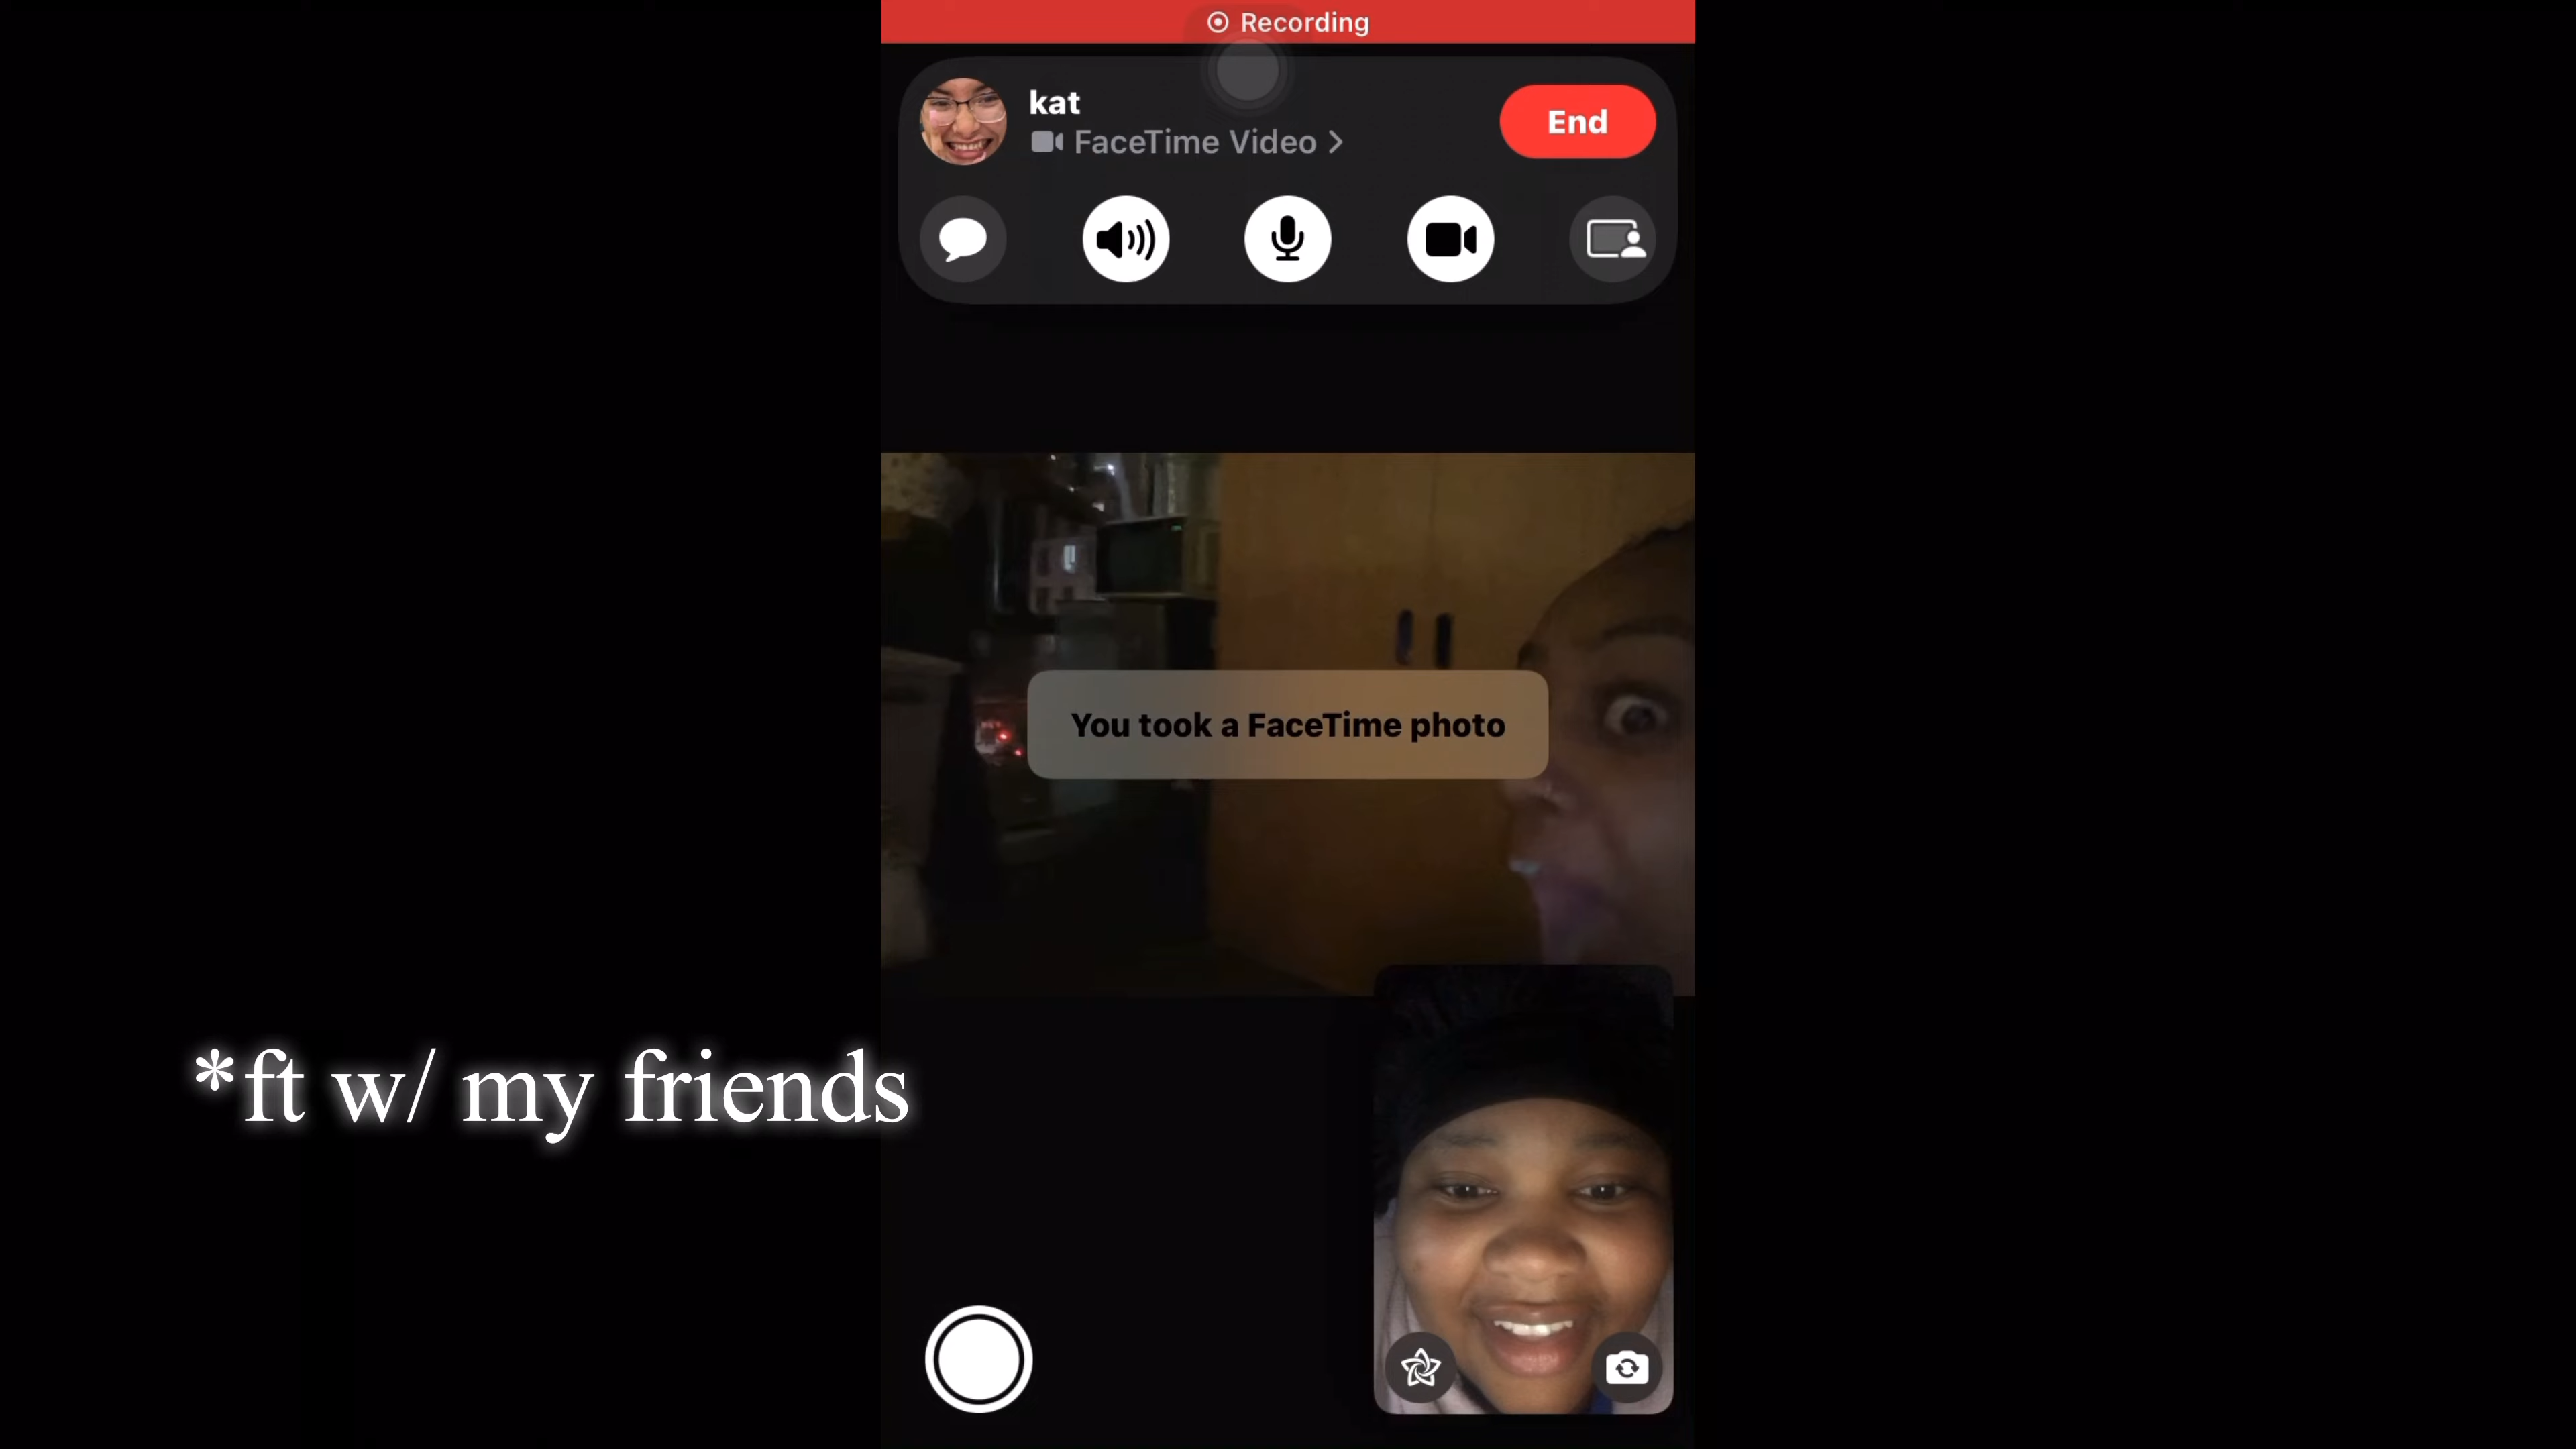 Recording
kat
FaceTime Video
End
You took a FaceTime photo
*ft w/ my friends